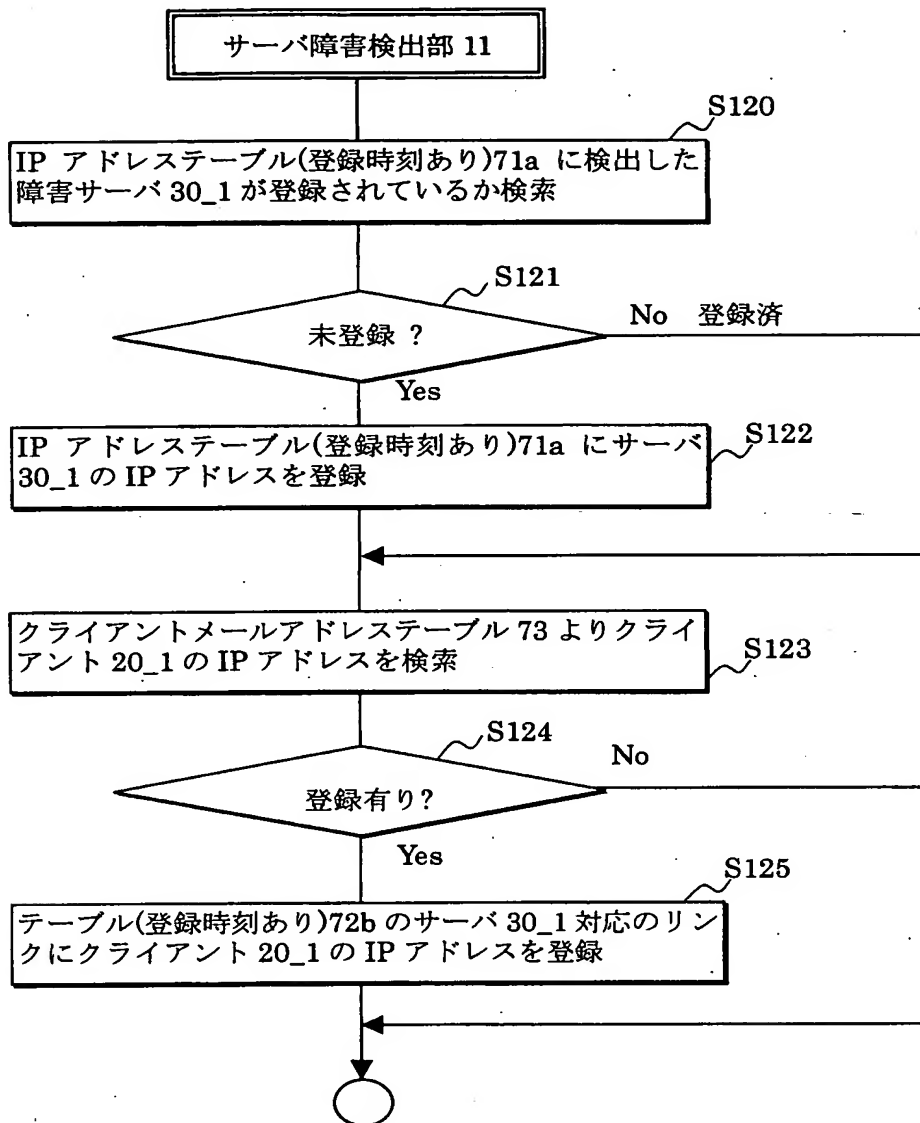 サーバ障害検出部 11
S120
IP アドレステーブル(登録時刻あり)71a に検出した
障害サーバ 30_1 が登録されているか検索
S121
未登録 ?
No 登録済
Yes
IP アドレステーブル(登録時刻あり)71a にサーバ
30_1 の IP アドレスを登録
S122
クライアントメールアドレステーブル 73 よりクライ
アント 20_1 の IP アドレスを検索
S123
S124
登録有り?
No
Yes
S125
テーブル(登録時刻あり)72b のサーバ 30_1 対応のリン
クにクライアント 20_1 の IP アドレスを登録